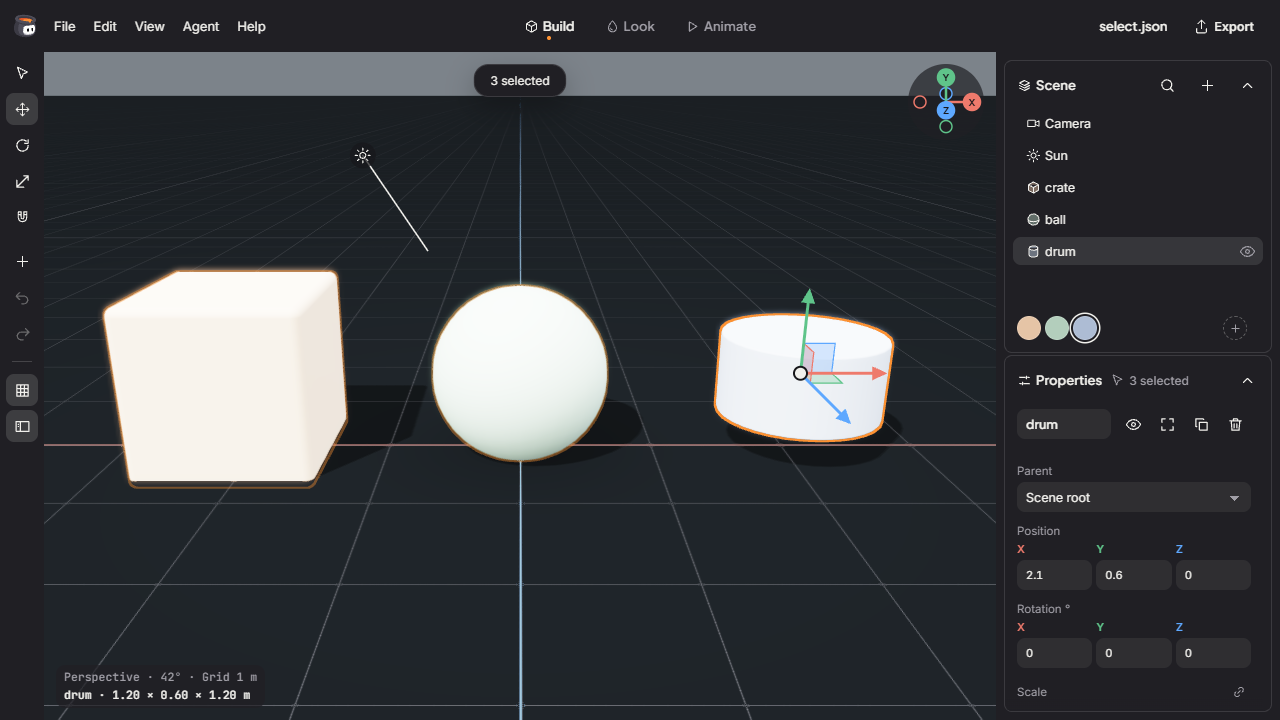 File Edit View Agent Help
Build Look Animate
select.json Export
3 selected
Y
X
Z
Scene
Camera
Sun
crate
ball
drum
Properties 3 selected
drum
Parent
Scene root
Position
X Y Z
2.1 0.6 0
Rotation °
X Y Z
0 0 0
Scale
Perspective · 42° · Grid 1 m
drum · 1.20 × 0.60 × 1.20 m